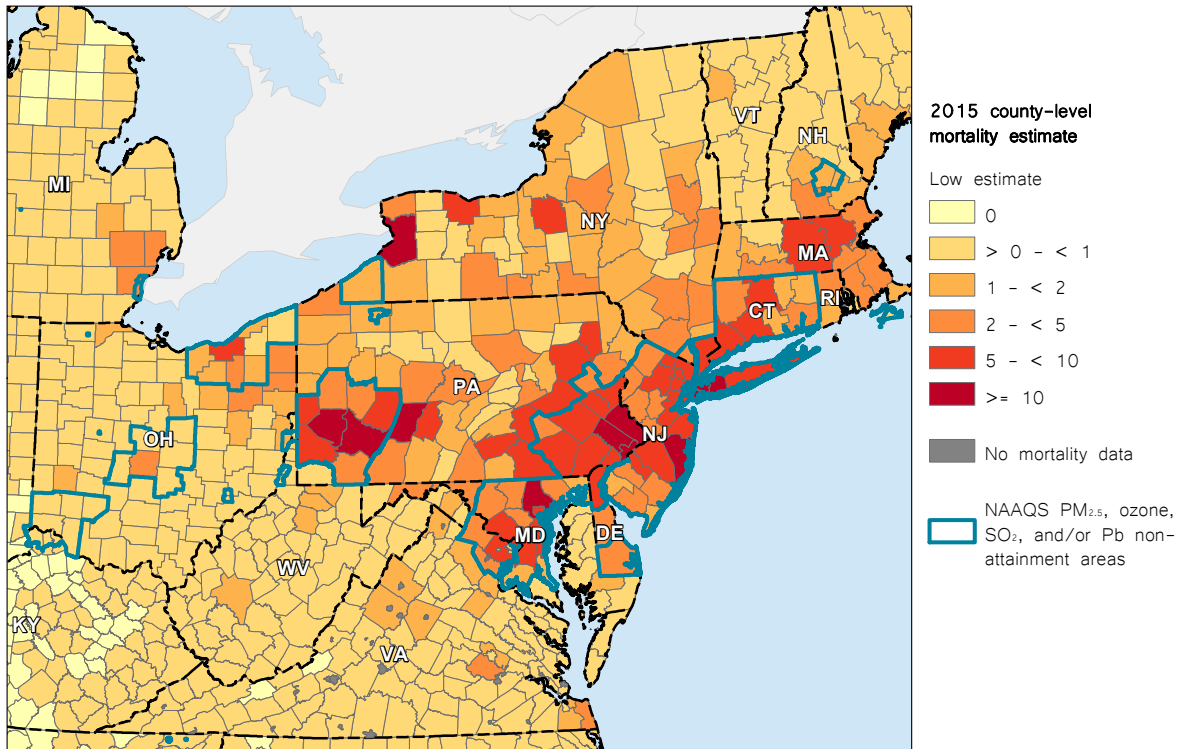 MI
VT
NH
NY
MA
CT
RI
PA
OH
NJ
MD
DE
WV
KY
VA
2015 county-level
mortality estimate
Low estimate
0
> 0 - < 1
1 - < 2
2 - < 5
5 - < 10
>= 10
No mortality data
NAAQS PM2.5, ozone,
SO2, and/or Pb non-
attainment areas